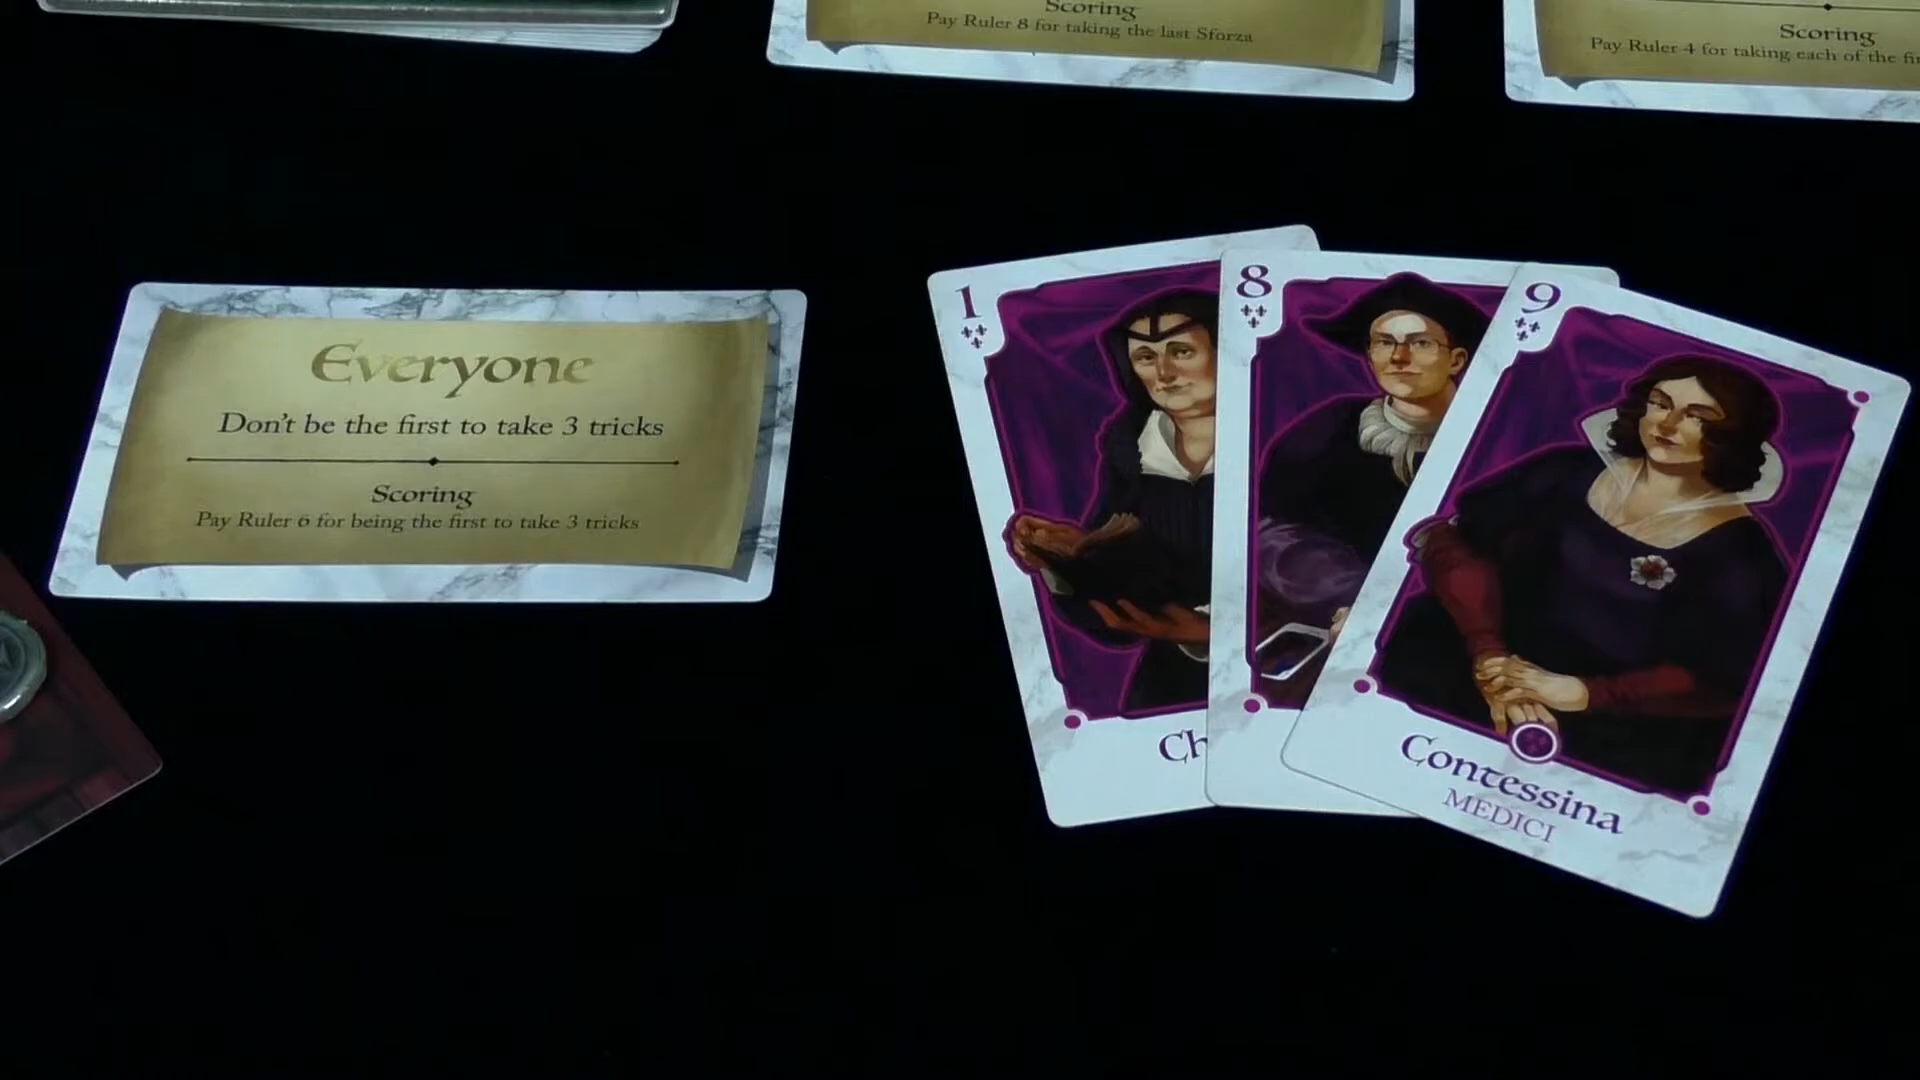 Scoring
Pay Ruler 8 for taking the last Sforza
Scoring
Pay Ruler 4 for taking each of the
Everyone
Don't be the first to take 3 tricks
Scoring
Pay Ruler 6 for being the first to take 3 tricks
1
8
9
Contessina
MEDICI